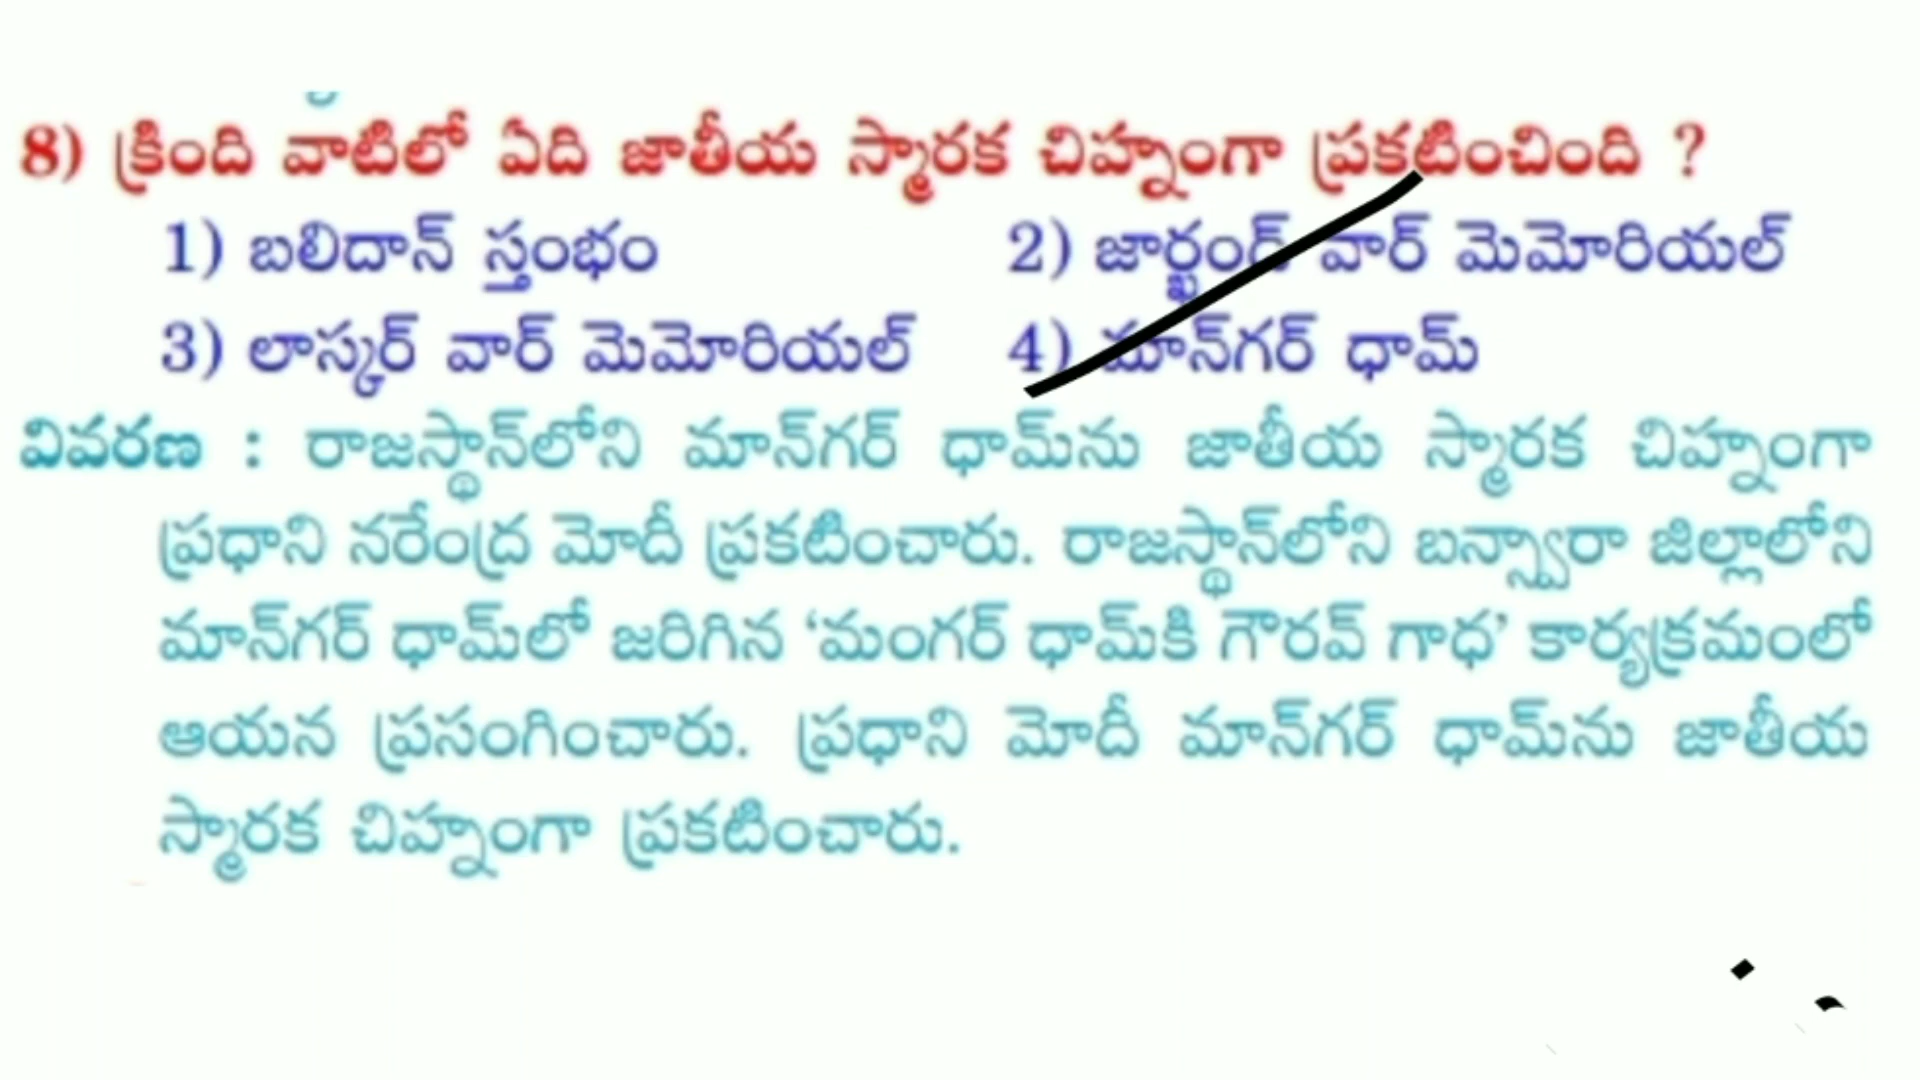 8) క్రింది వాటిలో ఏది జాతీయ స్మారక చిహ్నంగా ప్రకటించింది ?
1) బలిదాన్ స్తంభం 2) జార్ఖండ్ వార్ మెమోరియల్
3) లాస్కర్ వార్ మెమోరియల్ 4) మాన్‌గర్ ధామ్
వివరణ : రాజస్థాన్‌లోని మాన్‌గర్ ధామ్‌ను జాతీయ స్మారక చిహ్నంగా
ప్రధాని నరేంద్ర మోదీ ప్రకటించారు. రాజస్థాన్‌లోని బన్స్వారా జిల్లాలోని
మాన్‌గర్ ధామ్‌లో జరిగిన ‘మంగర్ ధామ్‌కి గౌరవ్ గాధ’ కార్యక్రమంలో
ఆయన ప్రసంగించారు. ప్రధాని మోదీ మాన్‌గర్ ధామ్‌ను జాతీయ
స్మారక చిహ్నంగా ప్రకటించారు.